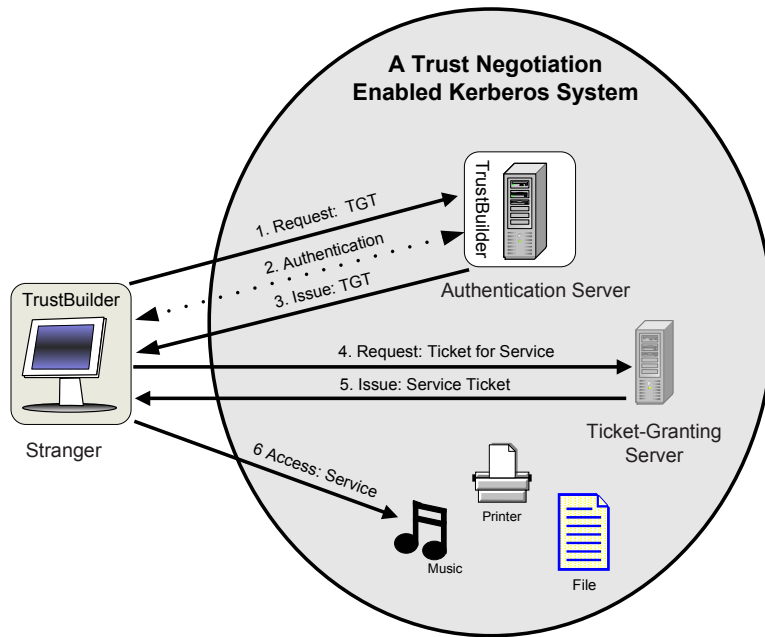 A Trust Negotiation
Enabled Kerberos System
TrustBuilder
1. Request: TGT
2. Authentication
3. Issue: TGT
Authentication Server
TrustBuilder
4. Request: Ticket for Service
5. Issue: Service Ticket
Stranger
Ticket-Granting
Server
6 Access: Service
Printer
Music
File